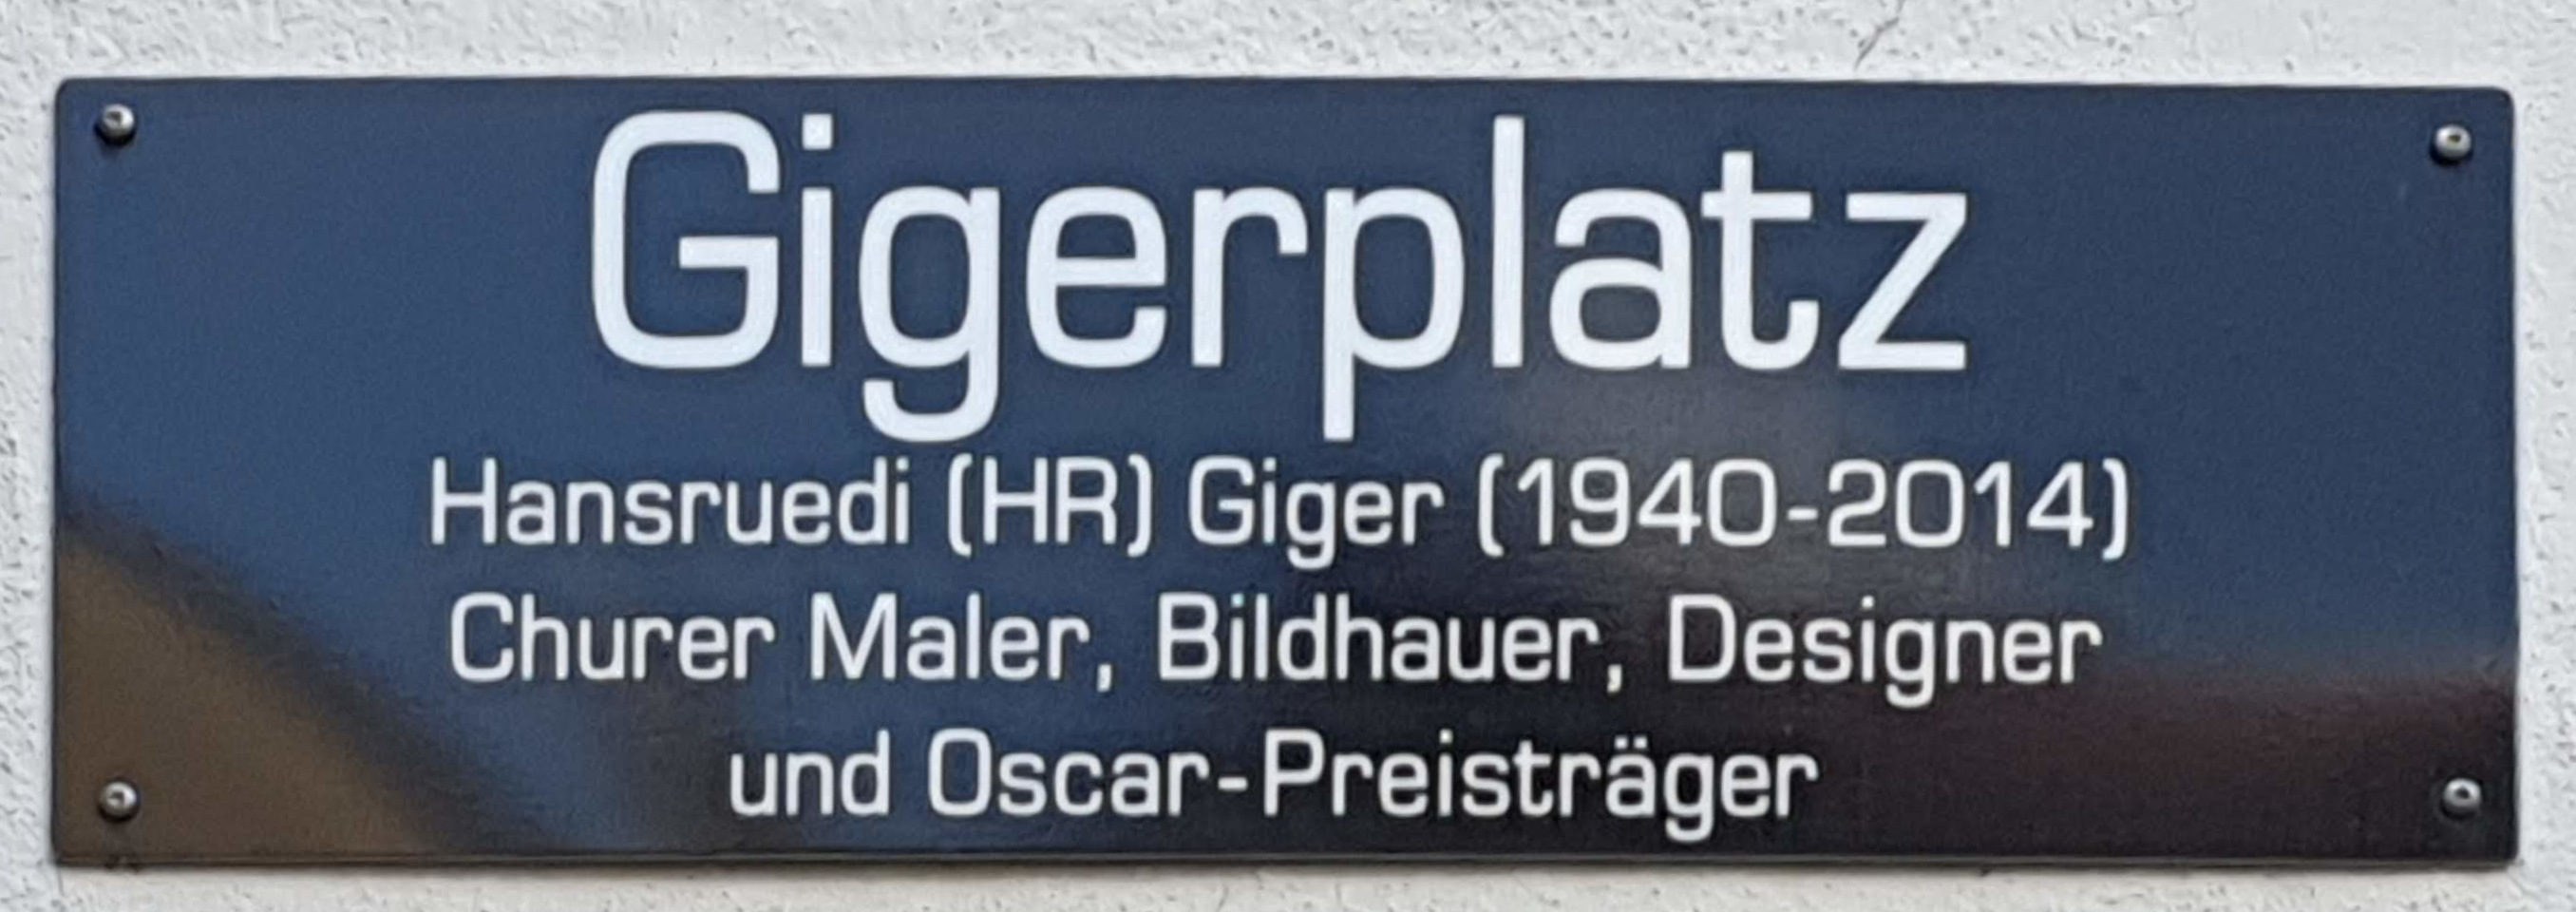 Gigerplatz
Hansruedi (HR) Giger (1940-2014)
Churer Maler, Bildhauer, Designer
und Oscar-Preisträger